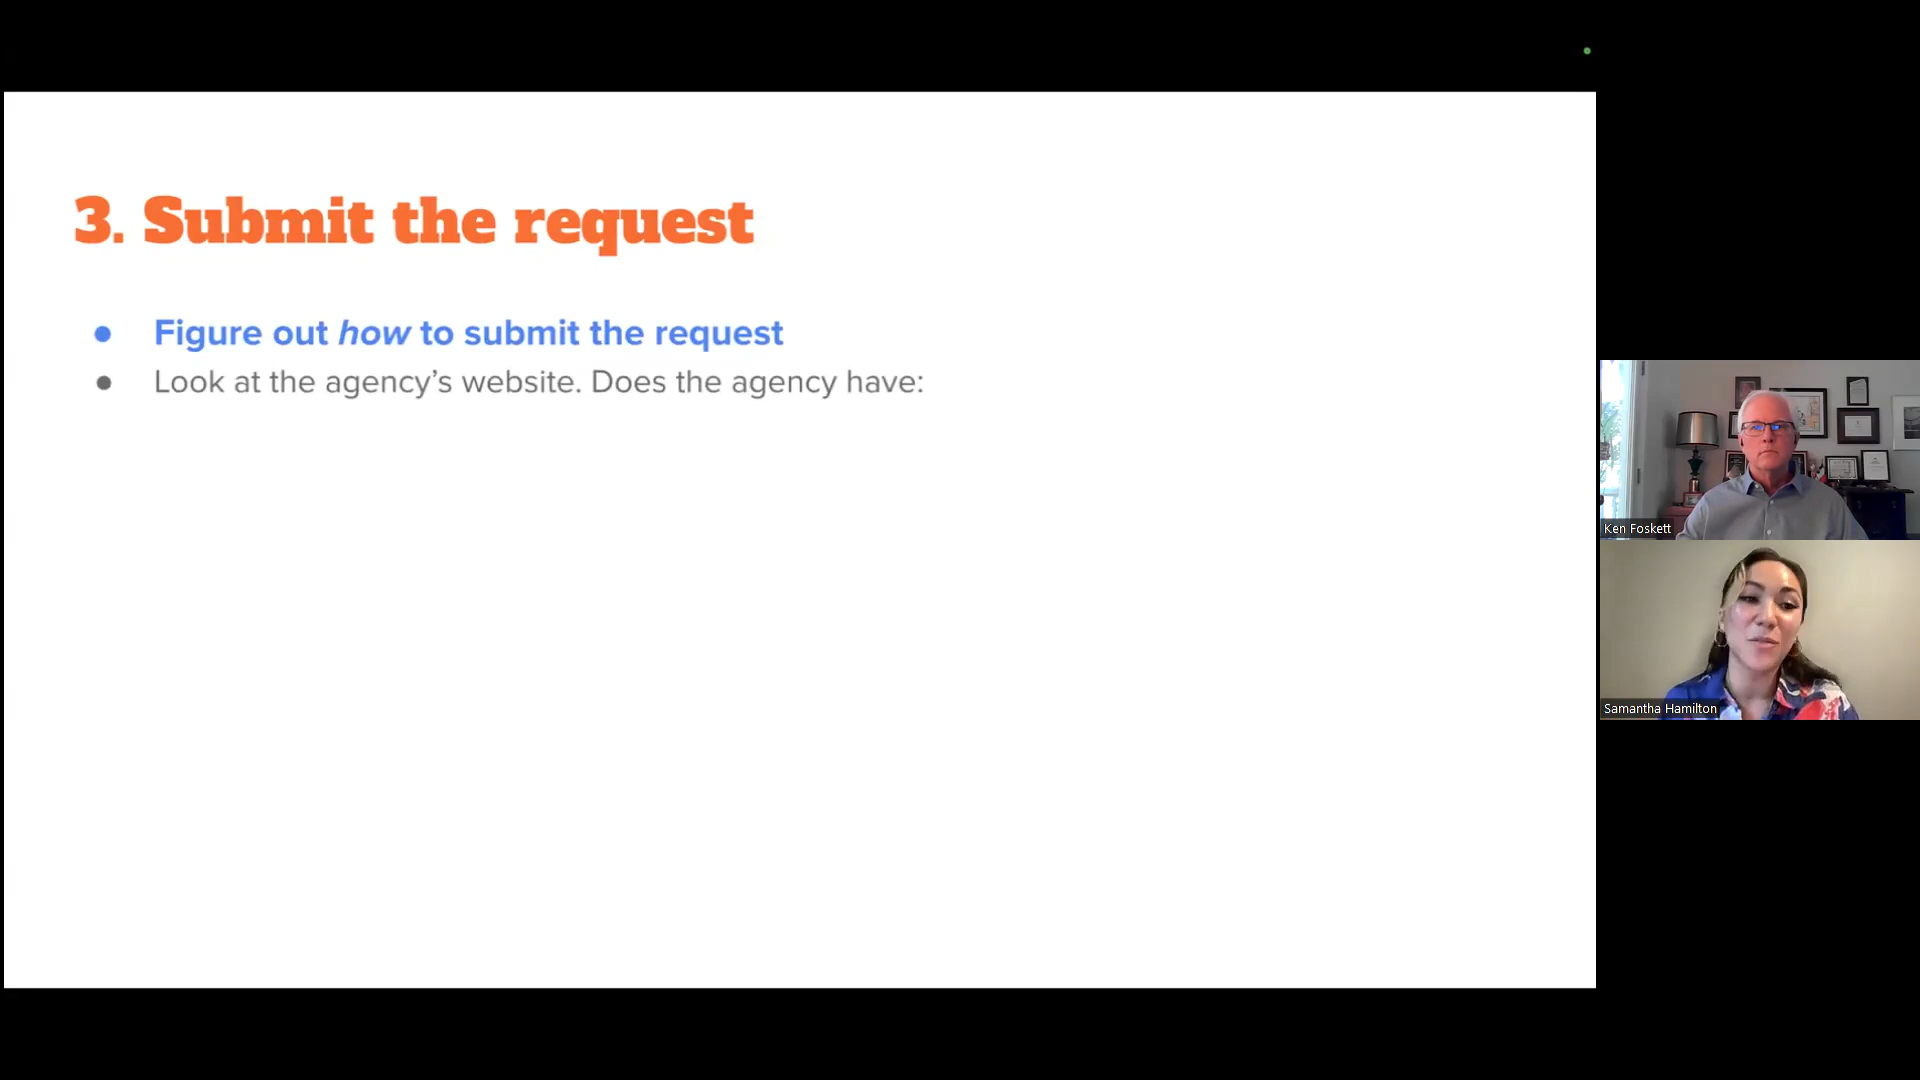 3. Submit the request
● Figure out how to submit the request
● Look at the agency’s website. Does the agency have:
Ken Foskett
Samantha Hamilton